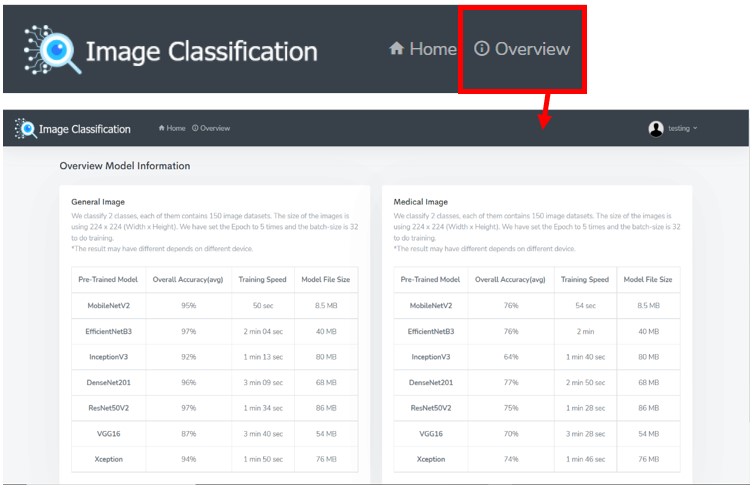 Image Classification Home Overview
Image Classification Home Overview testing
Overview Model Information
General Image
We classify 2 classes, each of them contains 150 image datasets. The size of the images is
using 224 x 224 (Width x Height). We have set the Epoch to 5 times and the batch-size is 32
to do training.
*The result may have different depends on different device.
Pre-Trained Model Overall Accuracy(avg) Training Speed Model File Size
MobileNetV2 95% 50 sec 8.5 MB
EfficientNetB3 97% 2 min 04 sec 40 MB
InceptionV3 92% 1 min 13 sec 80 MB
DenseNet201 96% 3 min 09 sec 68 MB
ResNet50V2 97% 1 min 34 sec 86 MB
VGG16 87% 3 min 40 sec 54 MB
Xception 94% 1 min 50 sec 76 MB
Medical Image
We classify 2 classes, each of them contains 150 image datasets. The size of the images is
using 224 x 224 (Width x Height). We have set the Epoch to 5 times and the batch-size is 32
to do training.
*The result may have different depends on different device.
Pre-Trained Model Overall Accuracy(avg) Training Speed Model File Size
MobileNetV2 76% 54 sec 8.5 MB
EfficientNetB3 76% 2 min 40 MB
InceptionV3 64% 1 min 40 sec 80 MB
DenseNet201 77% 2 min 50 sec 68 MB
ResNet50V2 75% 1 min 28 sec 86 MB
VGG16 70% 3 min 28 sec 54 MB
Xception 74% 1 min 46 sec 76 MB